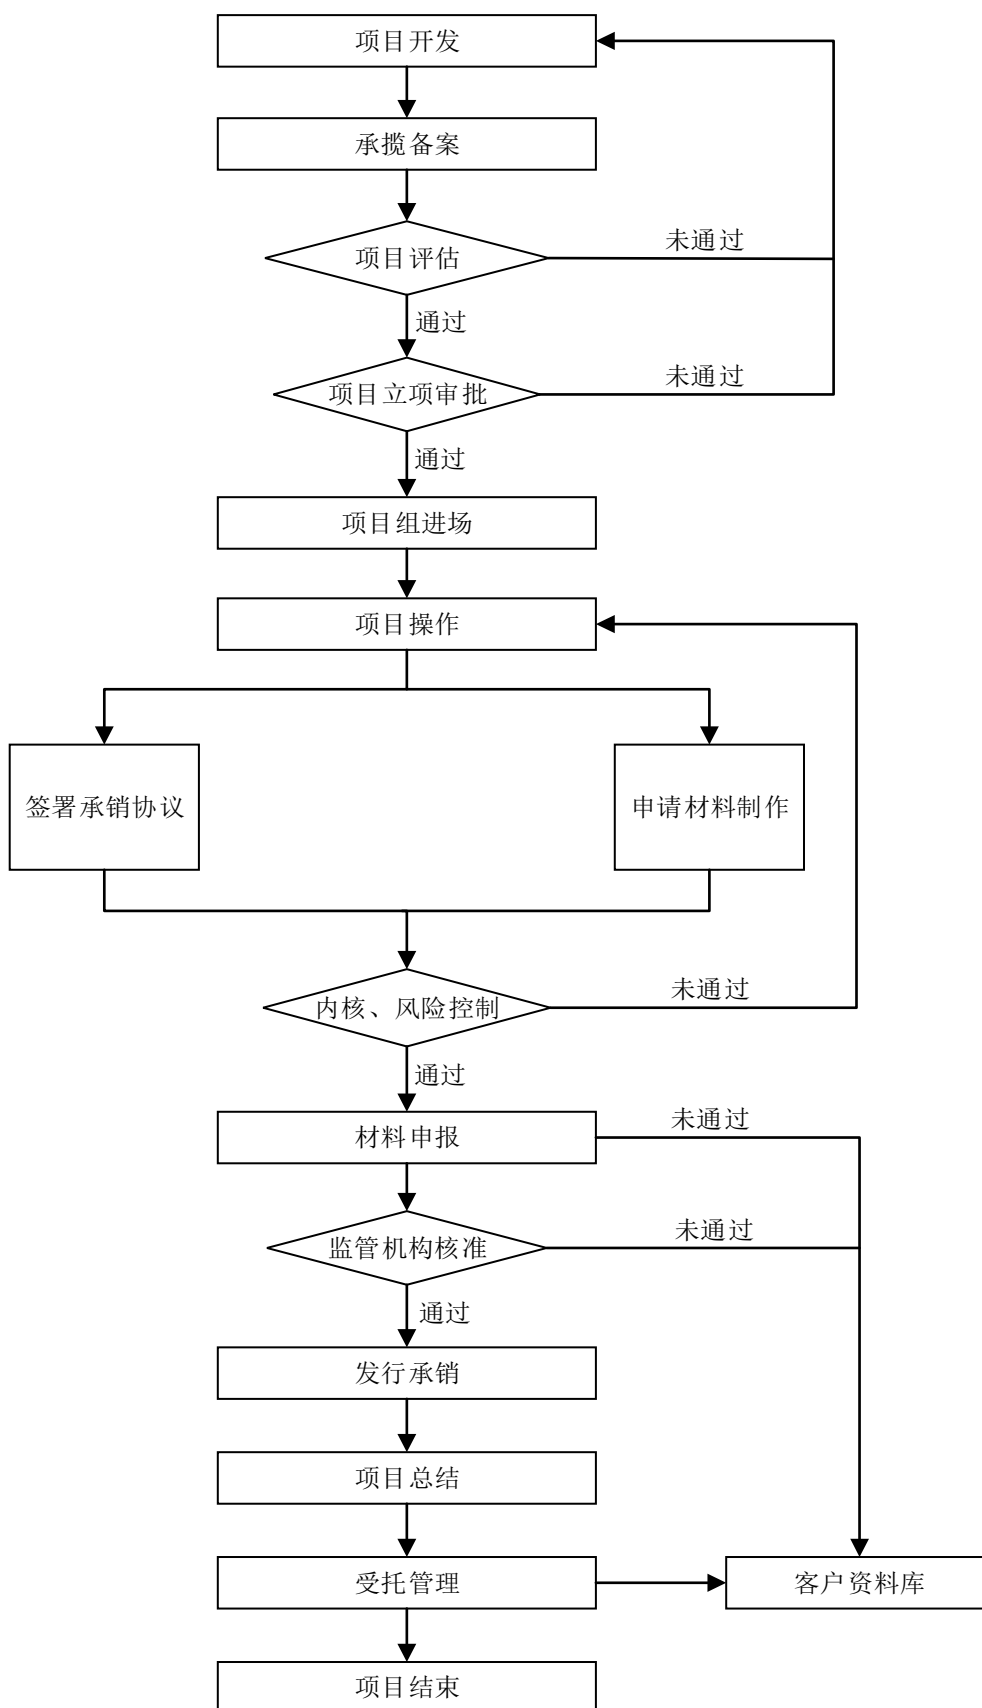 项目开发
承揽备案
项目评估
未通过
通过
项目立项审批
未通过
通过
项目组进场
项目操作
签署承销协议
申请材料制作
内核、风险控制
未通过
通过
材料申报
未通过
监管机构核准
未通过
通过
发行承销
项目总结
受托管理
客户资料库
项目结束